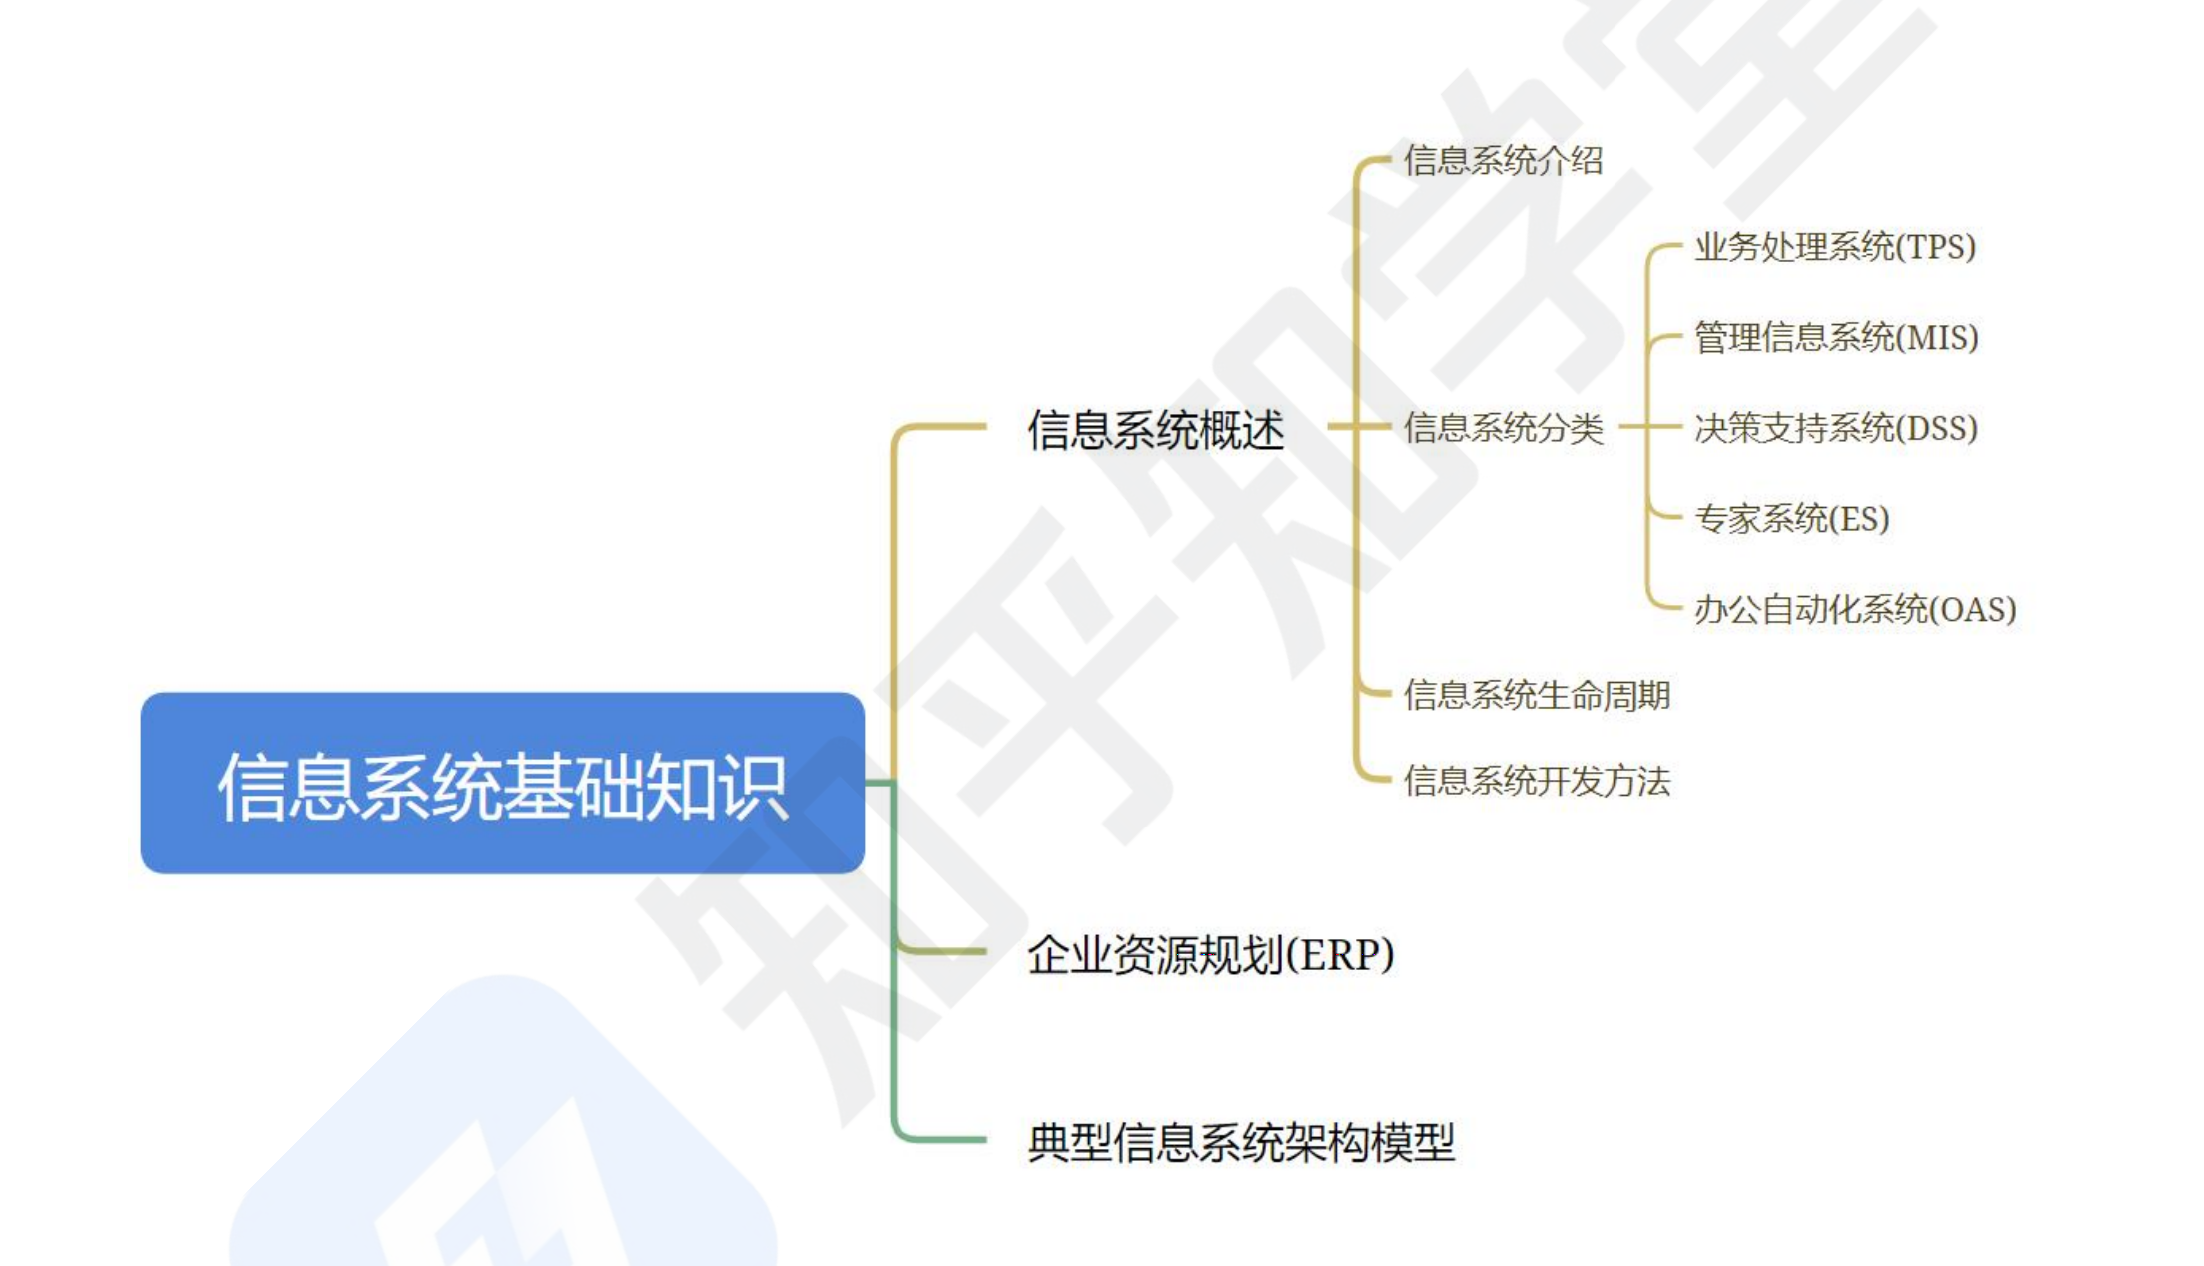 信息系统基础知识
信息系统概述
信息系统介绍
信息系统分类
业务处理系统(TPS)
管理信息系统(MIS)
决策支持系统(DSS)
专家系统(ES)
办公自动化系统(OAS)
信息系统生命周期
信息系统开发方法
企业资源规划(ERP)
典型信息系统架构模型
知乎知学堂